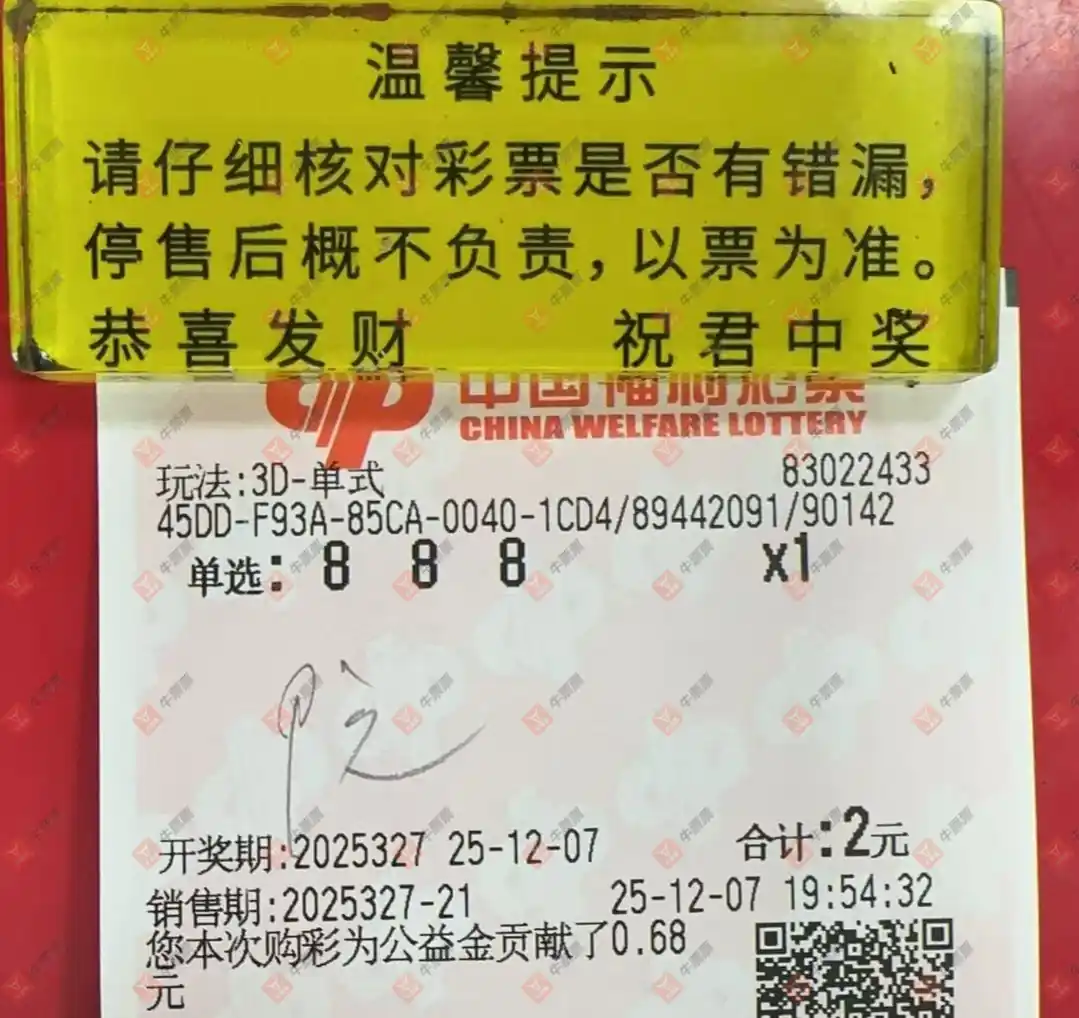 温馨提示
请仔细核对彩票是否有错漏,
停售后概不负责,以票为准。
恭喜发财 祝君中奖
中国福利彩票
CHINA WELFARE LOTTERY
玩法:3D-单式 83022433
45DD-F93A-85CA-0040-1CD4/89442091/90142
单选: 8 8 8 x1
开奖期:2025327 25-12-07 合计:2元
销售期:2025327-21 25-12-07 19:54:32
您本次购彩为公益金贡献了0.68
元